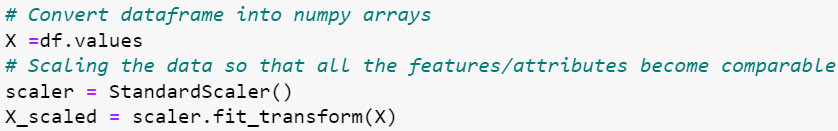 # Convert dataframe into numpy arrays
X =df.values
# Scaling the data so that all the features/attributes become comparable
scaler = StandardScaler()
X_scaled = scaler.fit_transform(X)